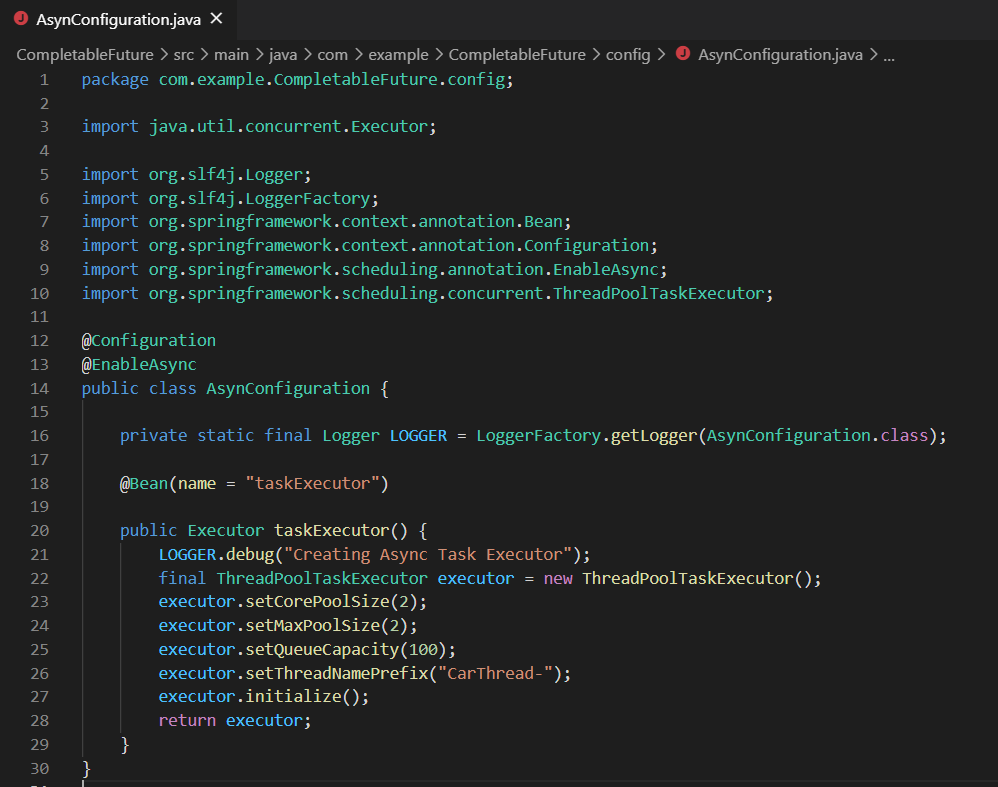 AsynConfiguration.java ×
CompletableFuture > src > main > java > com > example > CompletableFuture > config > J AsynConfiguration.java > ...
1 package com.example.CompletableFuture.config;
2
3 import java.util.concurrent.Executor;
4
5 import org.slf4j.Logger;
6 import org.slf4j.LoggerFactory;
7 import org.springframework.context.annotation.Bean;
8 import org.springframework.context.annotation.Configuration;
9 import org.springframework.scheduling.annotation.EnableAsync;
10 import org.springframework.scheduling.concurrent.ThreadPoolTaskExecutor;
11
12 @Configuration
13 @EnableAsync
14 public class AsynConfiguration {
15
16     private static final Logger LOGGER = LoggerFactory.getLogger(AsynConfiguration.class);
17
18     @Bean(name = "taskExecutor")
19
20     public Executor taskExecutor() {
21         LOGGER.debug("Creating Async Task Executor");
22         final ThreadPoolTaskExecutor executor = new ThreadPoolTaskExecutor();
23         executor.setCorePoolSize(2);
24         executor.setMaxPoolSize(2);
25         executor.setQueueCapacity(100);
26         executor.setThreadNamePrefix("CarThread-");
27         executor.initialize();
28         return executor;
29     }
30 }